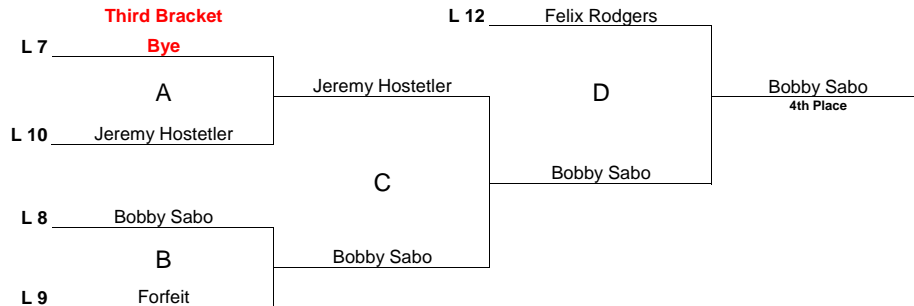 Third Bracket
L 12 Felix Rodgers
L 7 Bye
A
Jeremy Hostetler
D
Bobby Sabo
4th Place
L 10 Jeremy Hostetler
C
Bobby Sabo
L 8 Bobby Sabo
B
Bobby Sabo
L 9 Forfeit